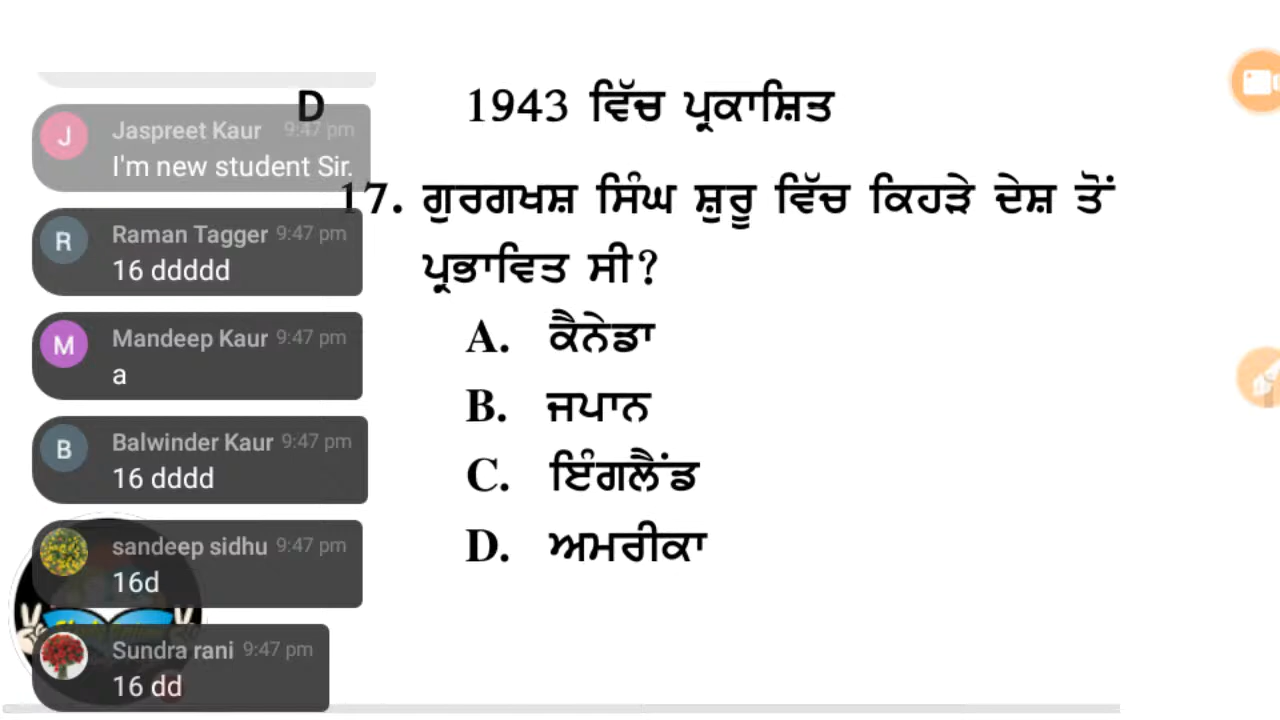 D 1943 ਵਿੱਚ ਪ੍ਰਕਾਸ਼ਿਤ
17. ਗੁਰਗਖਸ਼ ਸਿੰਘ ਸ਼ੁਰੂ ਵਿੱਚ ਕਿਹੜੇ ਦੇਸ਼ ਤੋਂ
ਪ੍ਰਭਾਵਿਤ ਸੀ?
A. ਕੈਨੇਡਾ
B. ਜਪਾਨ
C. ਇੰਗਲੈਂਡ
D. ਅਮਰੀਕਾ
J Jaspreet Kaur 9:47 pm
I'm new student Sir.
R Raman Tagger 9:47 pm
16 ddddd
M Mandeep Kaur 9:47 pm
a
B Balwinder Kaur 9:47 pm
16 dddd
sandeep sidhu 9:47 pm
16d
Sundra rani 9:47 pm
16 dd